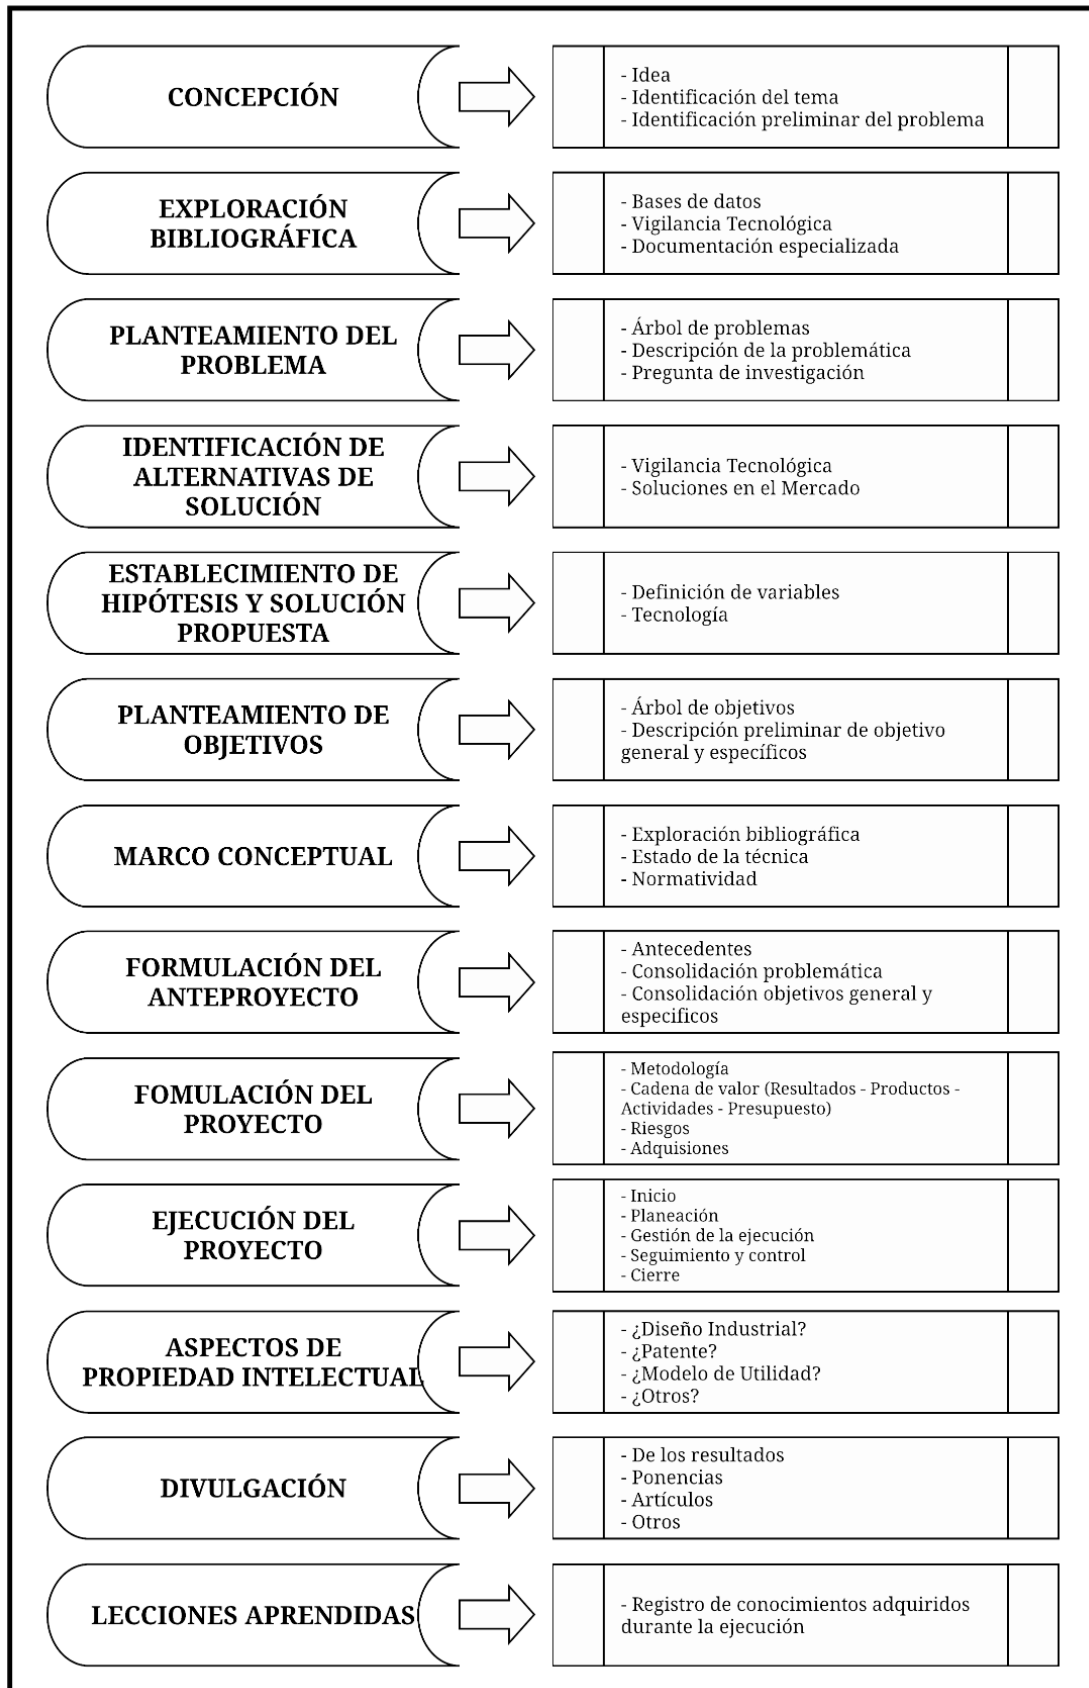 CONCEPCIÓN
- Idea
- Identificación del tema
- Identificación preliminar del problema
EXPLORACIÓN
BIBLIOGRÁFICA
- Bases de datos
- Vigilancia Tecnológica
- Documentación especializada
PLANTEAMIENTO DEL
PROBLEMA
- Árbol de problemas
- Descripción de la problemática
- Pregunta de investigación
IDENTIFICACIÓN DE
ALTERNATIVAS DE
SOLUCIÓN
- Vigilancia Tecnológica
- Soluciones en el Mercado
ESTABLECIMIENTO DE
HIPÓTESIS Y SOLUCIÓN
PROPUESTA
- Definición de variables
- Tecnología
PLANTEAMIENTO DE
OBJETIVOS
- Árbol de objetivos
- Descripción preliminar de objetivo
general y específicos
MARCO CONCEPTUAL
- Exploración bibliográfica
- Estado de la técnica
- Normatividad
FORMULACIÓN DEL
ANTEPROYECTO
- Antecedentes
- Consolidación problemática
- Consolidación objetivos general y
especificos
FOMULACIÓN DEL
PROYECTO
- Metodología
- Cadena de valor (Resultados - Productos -
Actividades - Presupuesto)
- Riesgos
- Adquisiones
EJECUCIÓN DEL
PROYECTO
- Inicio
- Planeación
- Gestión de la ejecución
- Seguimiento y control
- Cierre
ASPECTOS DE
PROPIEDAD INTELECTUAL
- ¿Diseño Industrial?
- ¿Patente?
- ¿Modelo de Utilidad?
- ¿Otros?
DIVULGACIÓN
- De los resultados
- Ponencias
- Artículos
- Otros
LECCIONES APRENDIDAS
- Registro de conocimientos adquiridos
durante la ejecución